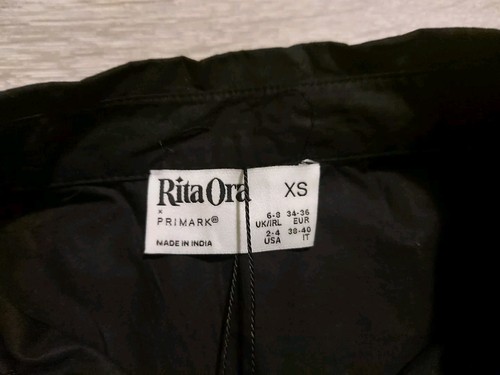 Rita Ora XS
×
PRIMARK®
6-8 34-36
UK/IRL EUR
2-4 38-40
USA IT
MADE IN INDIA